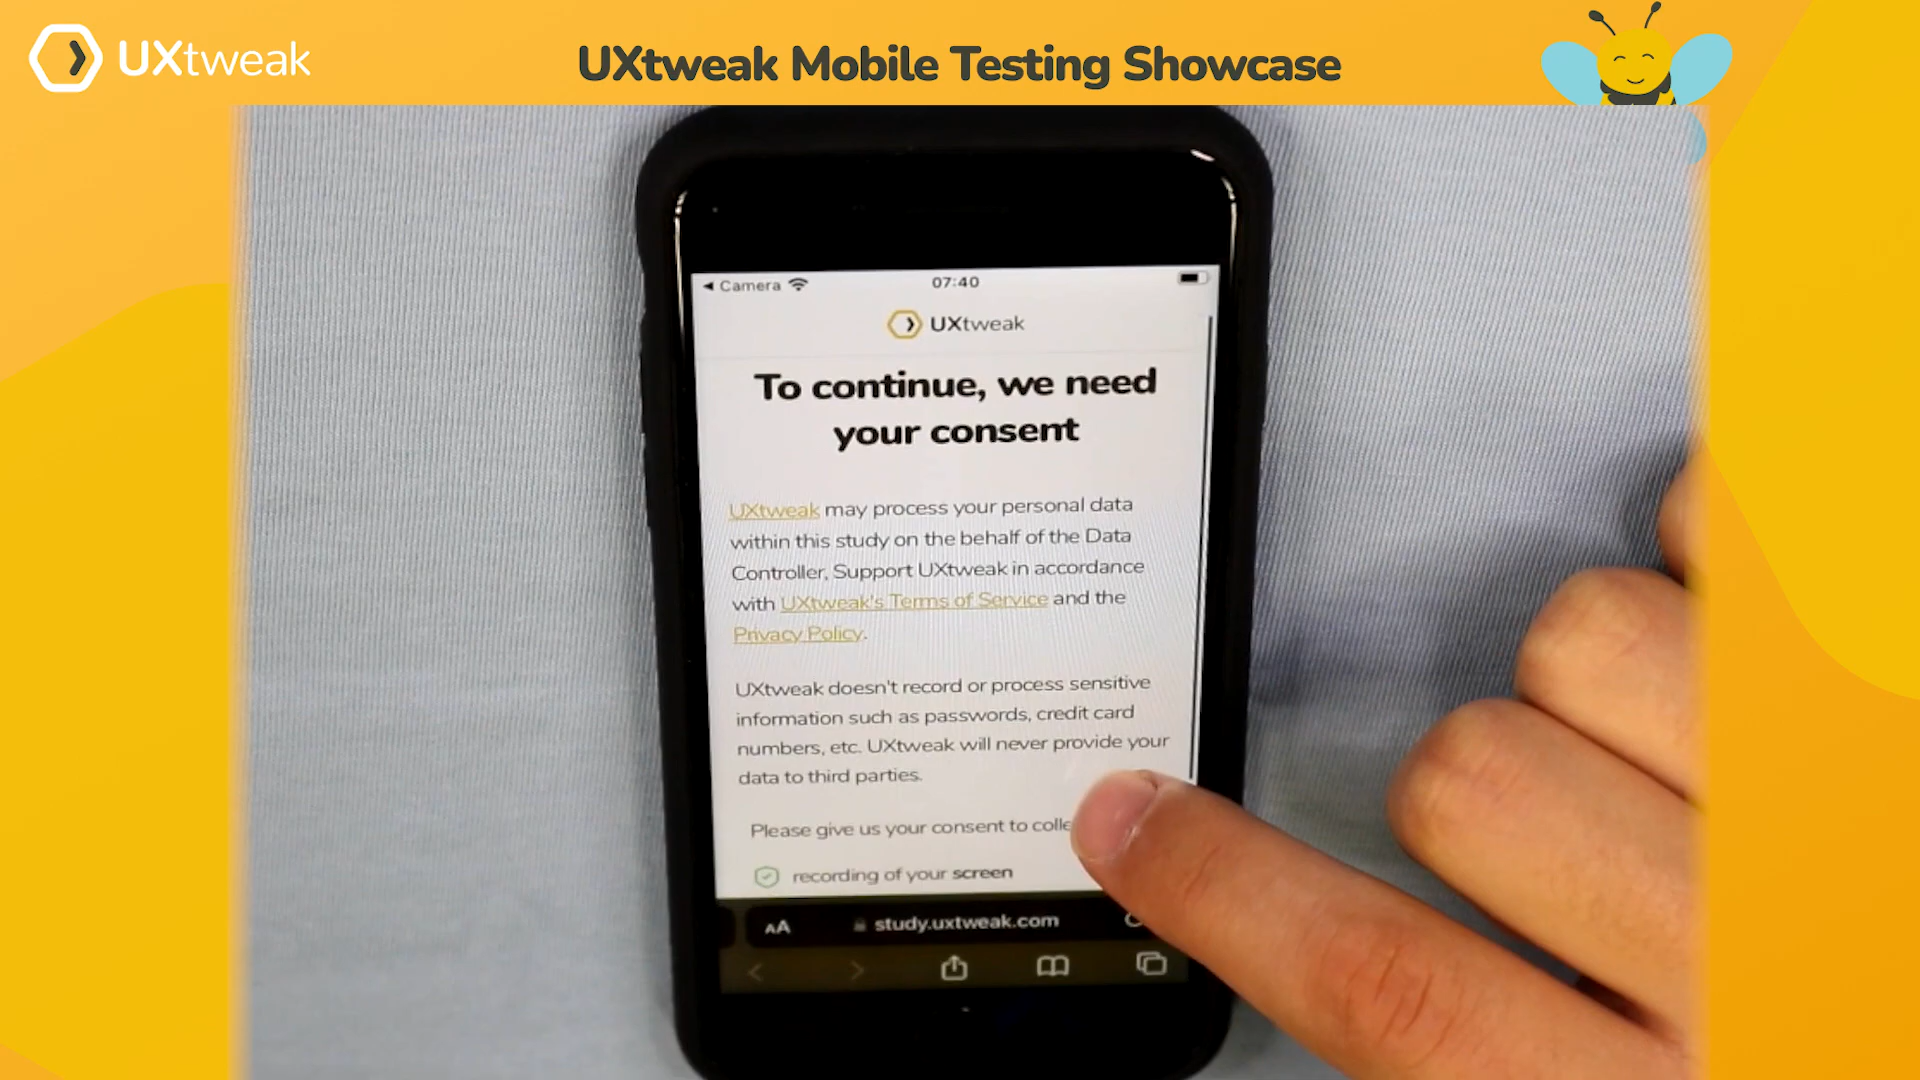 UXtweak
UXtweak Mobile Testing Showcase
Camera
07:40
UXtweak
To continue, we need
your consent
UXtweak may process your personal data
within this study on the behalf of the Data
Controller, Support UXtweak in accordance
with UXtweak's Terms of Service and the
Privacy Policy.
UXtweak doesn't record or process sensitive
information such as passwords, credit card
numbers, etc. UXtweak will never provide your
data to third parties.
Please give us your consent to colle
recording of your screen
AA
study.uxtweak.com